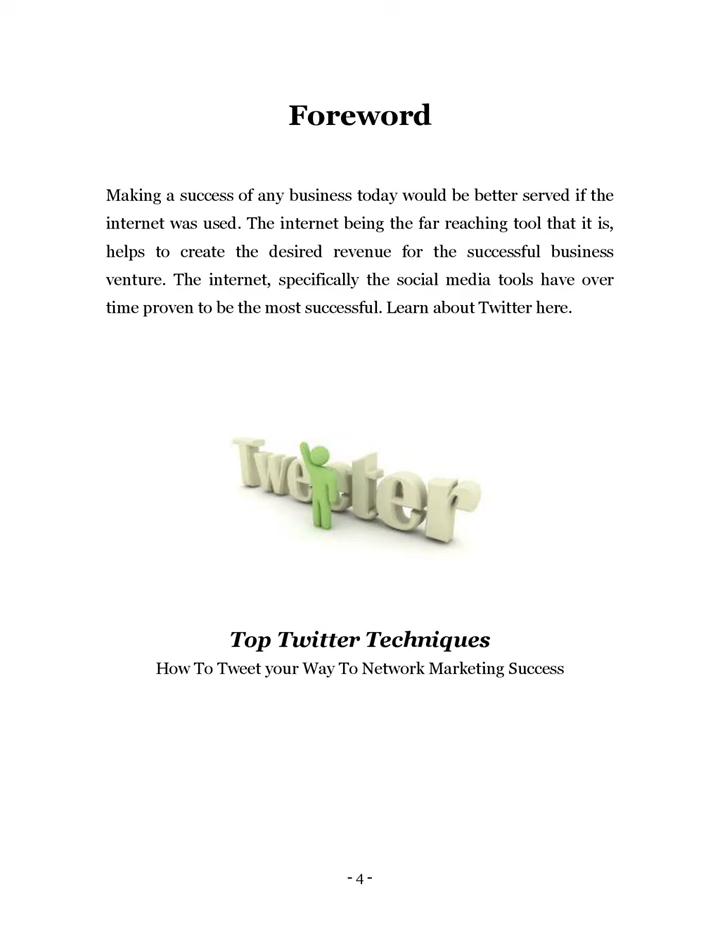 Foreword
Making a success of any business today would be better served if the
internet was used. The internet being the far reaching tool that it is,
helps to create the desired revenue for the successful business
venture. The internet, specifically the social media tools have over
time proven to be the most successful. Learn about Twitter here.
Tweeter
Top Twitter Techniques
How To Tweet your Way To Network Marketing Success
- 4 -